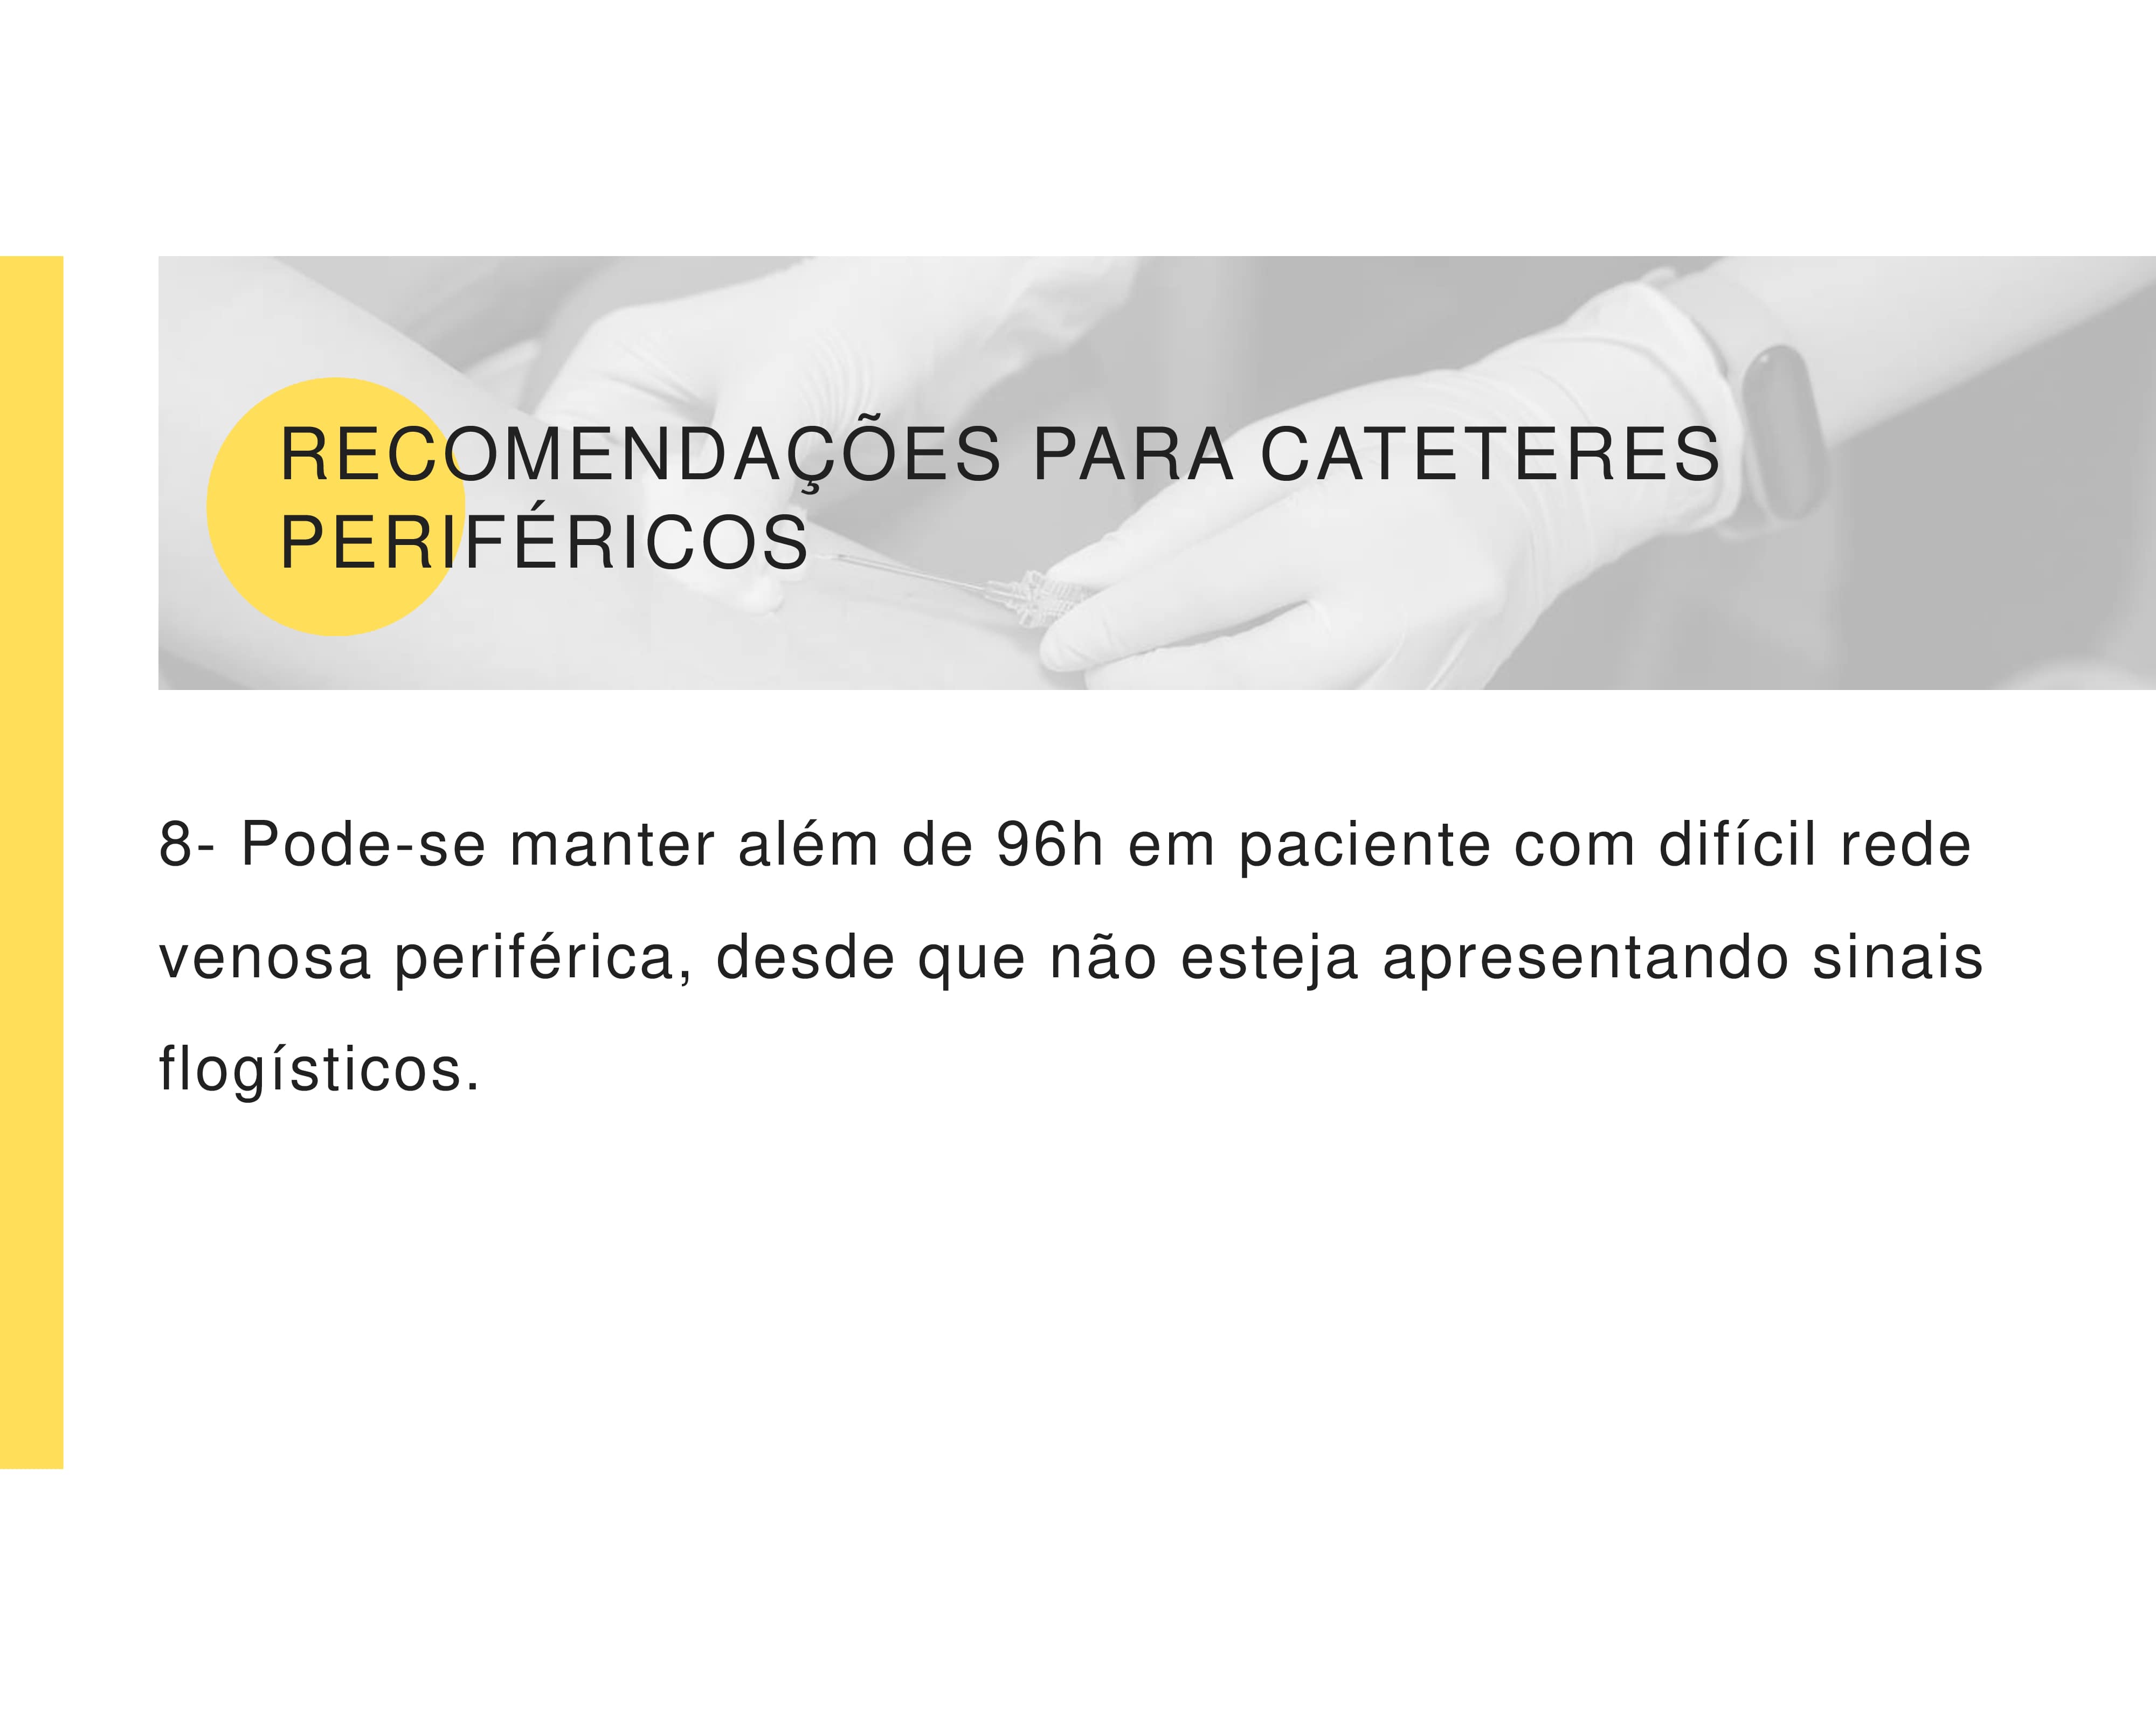 RECOMENDAÇÕES PARA CATETERES
PERIFÉRICOS
8- Pode-se manter além de 96h em paciente com difícil rede
venosa periférica, desde que não esteja apresentando sinais
flogísticos.